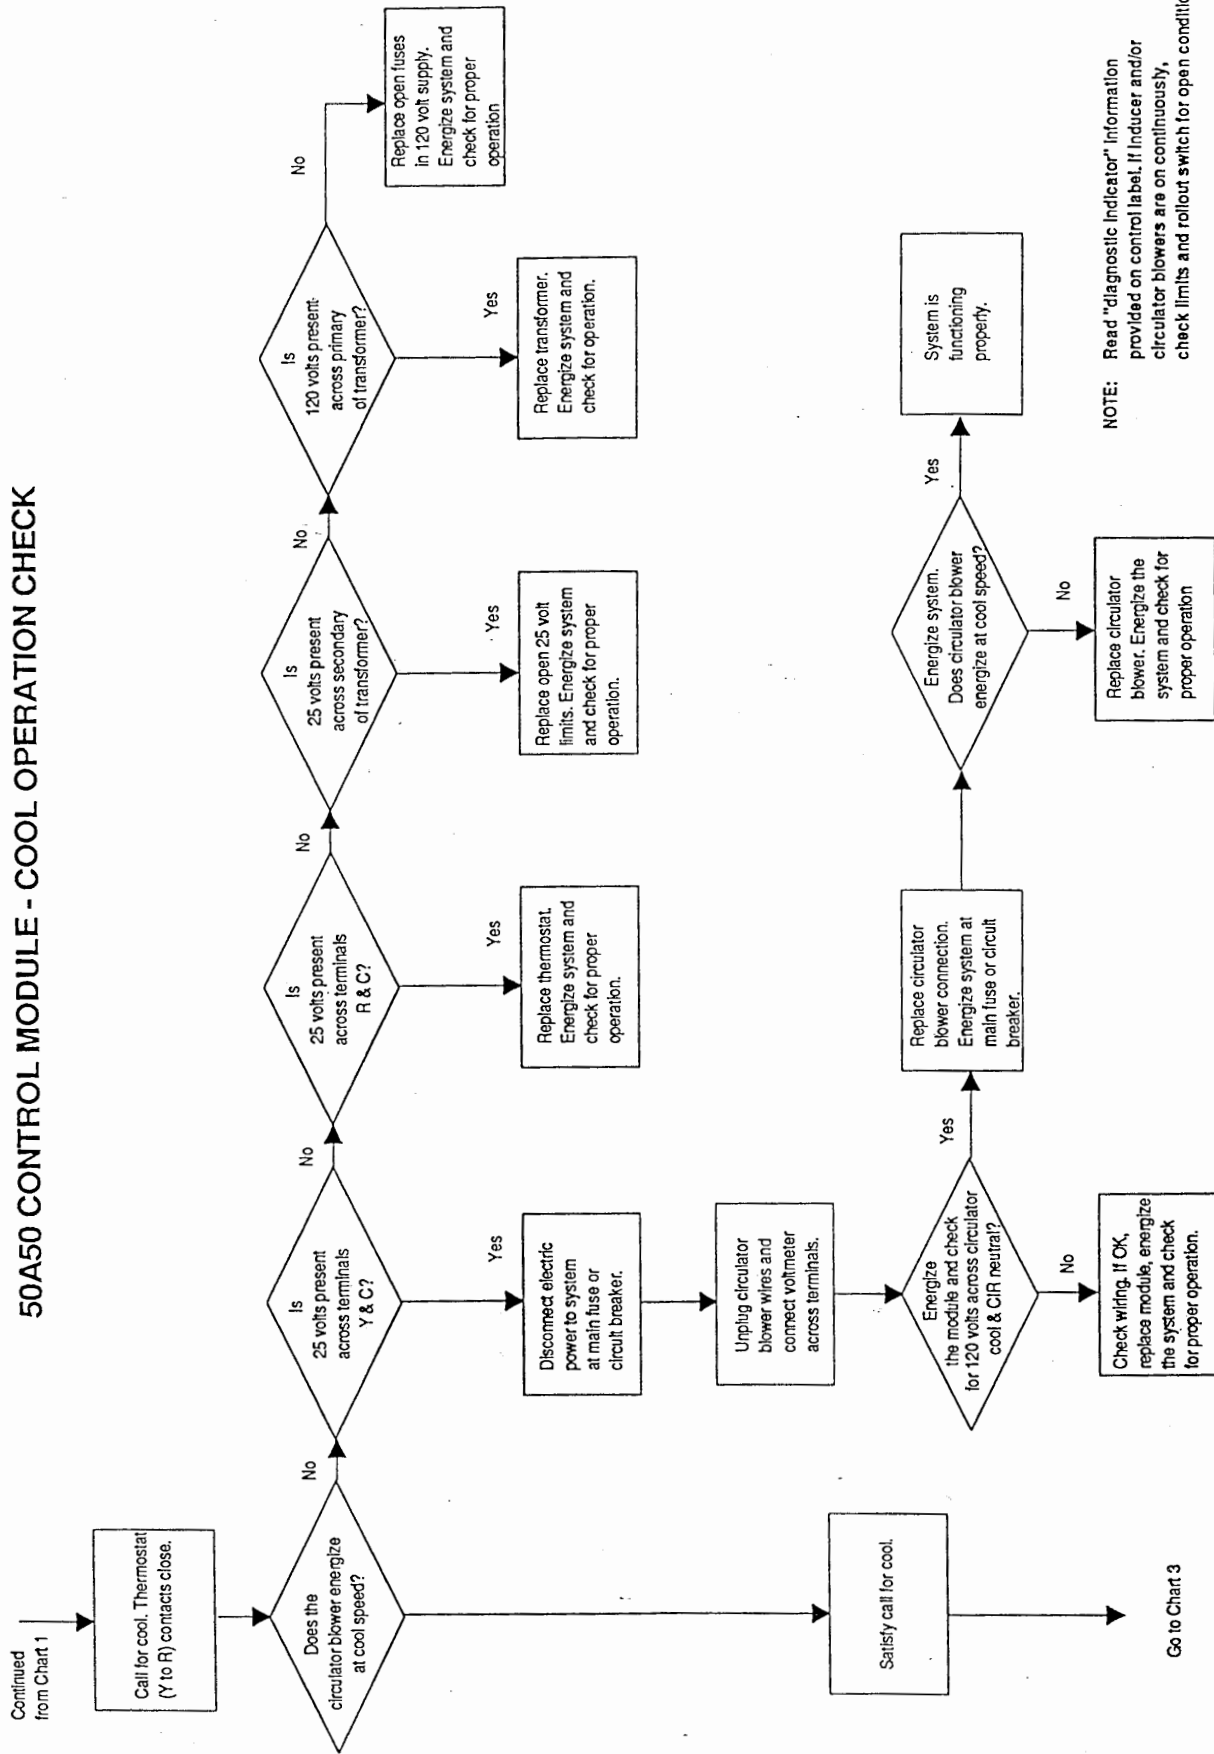 50A50 CONTROL MODULE - COOL OPERATION CHECK
Continued
from Chart 1
Call for cool. Thermostat
(Y to R) contacts close.
Does the
circulator blower energize
at cool speed?
No
Is
25 volts present
across terminals
Y & C?
No
Is
25 volts present
across terminals
R & C?
No
Is
25 volts present
across secondary
of transformer?
No
Is
120 volts present
across primary
of transformer?
No
Replace open fuses
in 120 volt supply.
Energize system and
check for proper
operation
Yes
Disconnect electric
power to system
at main fuse or
circuit breaker.
Yes
Replace thermostat.
Energize system and
check for proper
operation.
Yes
Replace open 25 volt
limits. Energize system
and check for proper
operation.
Yes
Replace transformer.
Energize system and
check for operation.
Unplug circulator
blower wires and
connect voltmeter
across terminals.
Satisfy call for cool.
Energize
the module and check
for 120 volts across circulator
cool & CIR neutral?
Yes
Replace circulator
blower connection.
Energize system at
main fuse or circuit
breaker.
Energize system.
Does circulator blower
energize at cool speed?
Yes
System is
functioning
property.
No
Check wiring. If OK,
replace module, energize
the system and check
for proper operation.
No
Replace circulator
blower. Energize the
system and check for
proper operation
Go to Chart 3
NOTE: Read "diagnostic indicator" information
provided on control label. If inducer and/or
circulator blowers are on continuously,
check limits and rollout switch for open conditio